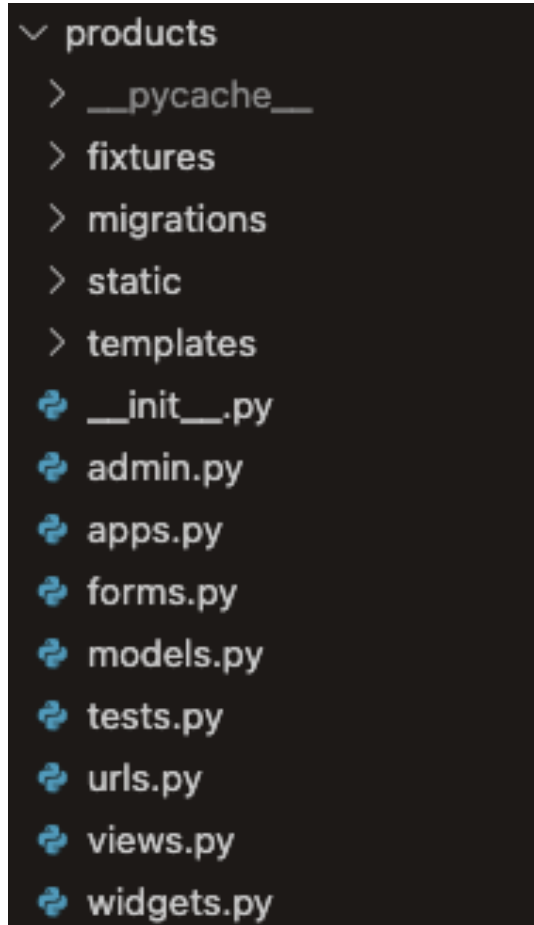 products
__pycache__
fixtures
migrations
static
templates
__init__.py
admin.py
apps.py
forms.py
models.py
tests.py
urls.py
views.py
widgets.py